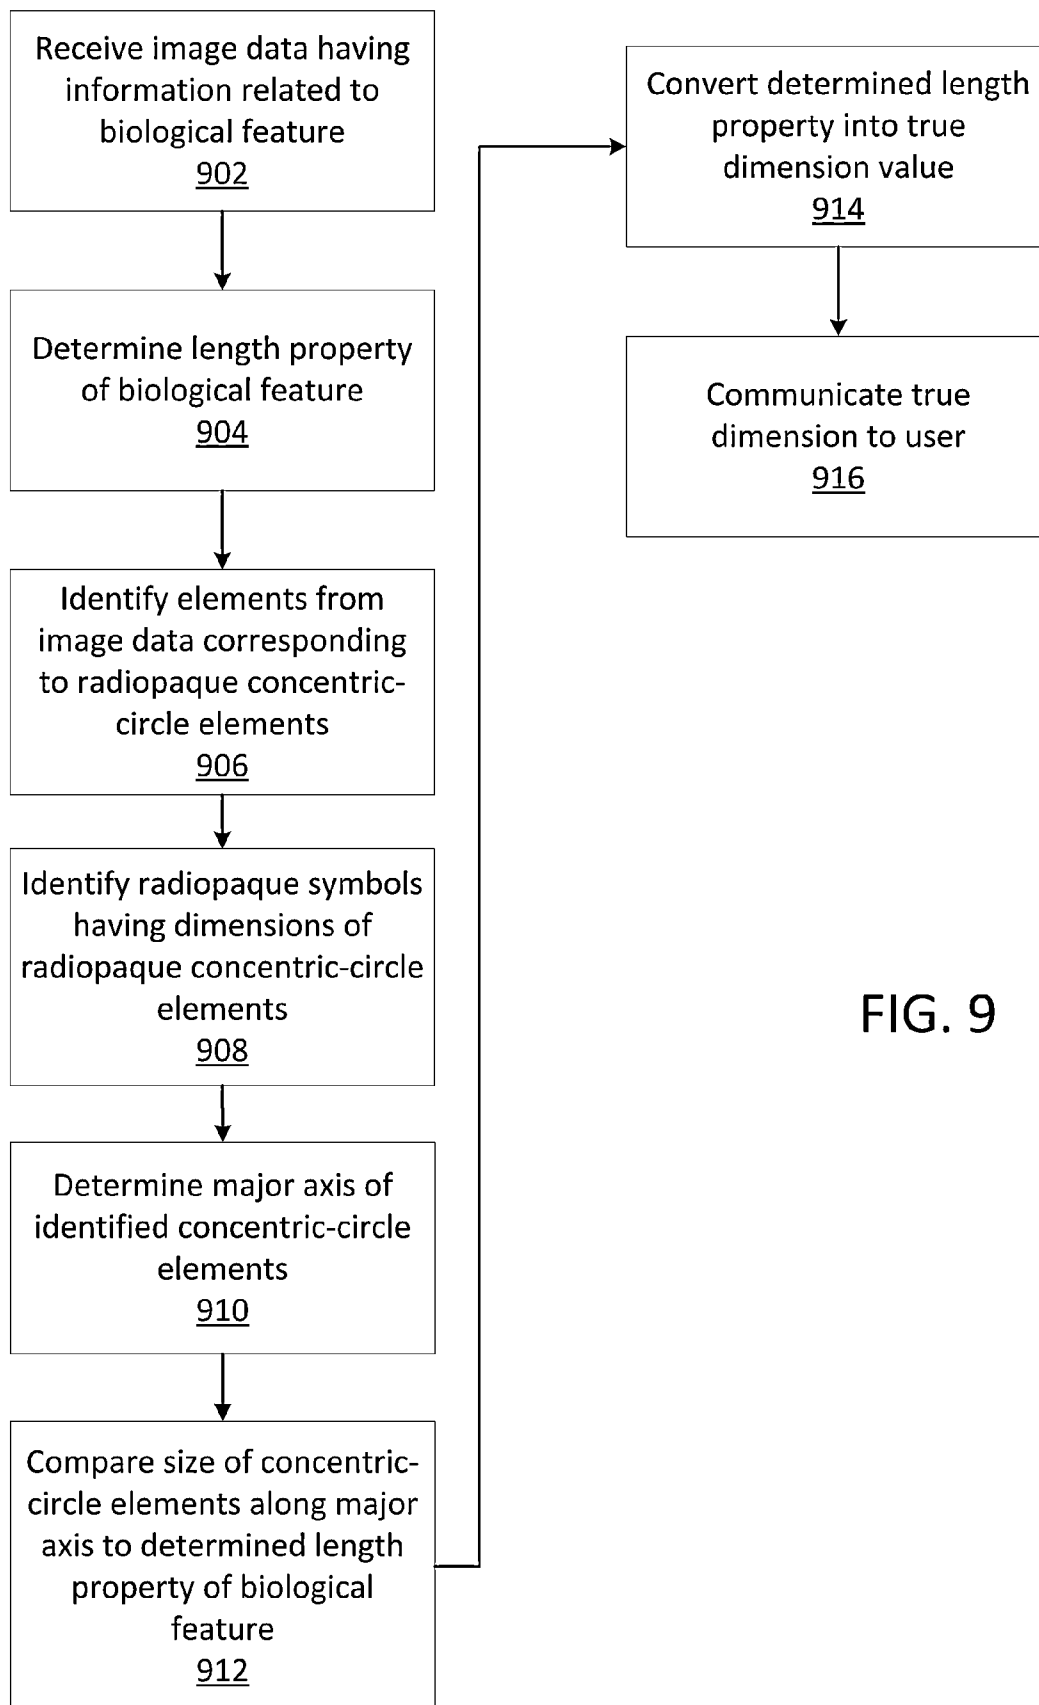 Receive image data having
information related to
biological feature
902
Determine length property
of biological feature
904
Identify elements from
image data corresponding
to radiopaque concentric-
circle elements
906
Identify radiopaque symbols
having dimensions of
radiopaque concentric-circle
elements
908
Determine major axis of
identified concentric-circle
elements
910
Compare size of concentric-
circle elements along major
axis to determined length
property of biological
feature
912
Convert determined length
property into true
dimension value
914
Communicate true
dimension to user
916
FIG. 9